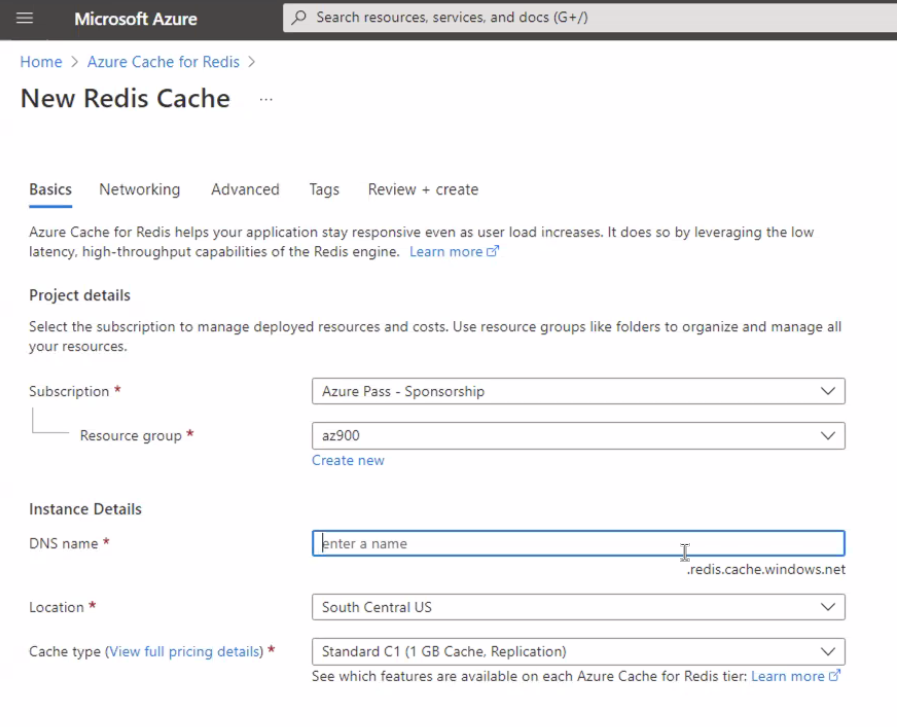 Microsoft Azure
Search resources, services, and docs (G+/)
Home > Azure Cache for Redis >
New Redis Cache ...
Basics Networking Advanced Tags Review + create
Azure Cache for Redis helps your application stay responsive even as user load increases. It does so by leveraging the low
latency, high-throughput capabilities of the Redis engine. Learn more
Project details
Select the subscription to manage deployed resources and costs. Use resource groups like folders to organize and manage all
your resources.
Subscription * Azure Pass - Sponsorship
Resource group * az900
Create new
Instance Details
DNS name * enter a name
.redis.cache.windows.net
Location * South Central US
Cache type (View full pricing details) * Standard C1 (1 GB Cache, Replication)
See which features are available on each Azure Cache for Redis tier: Learn more